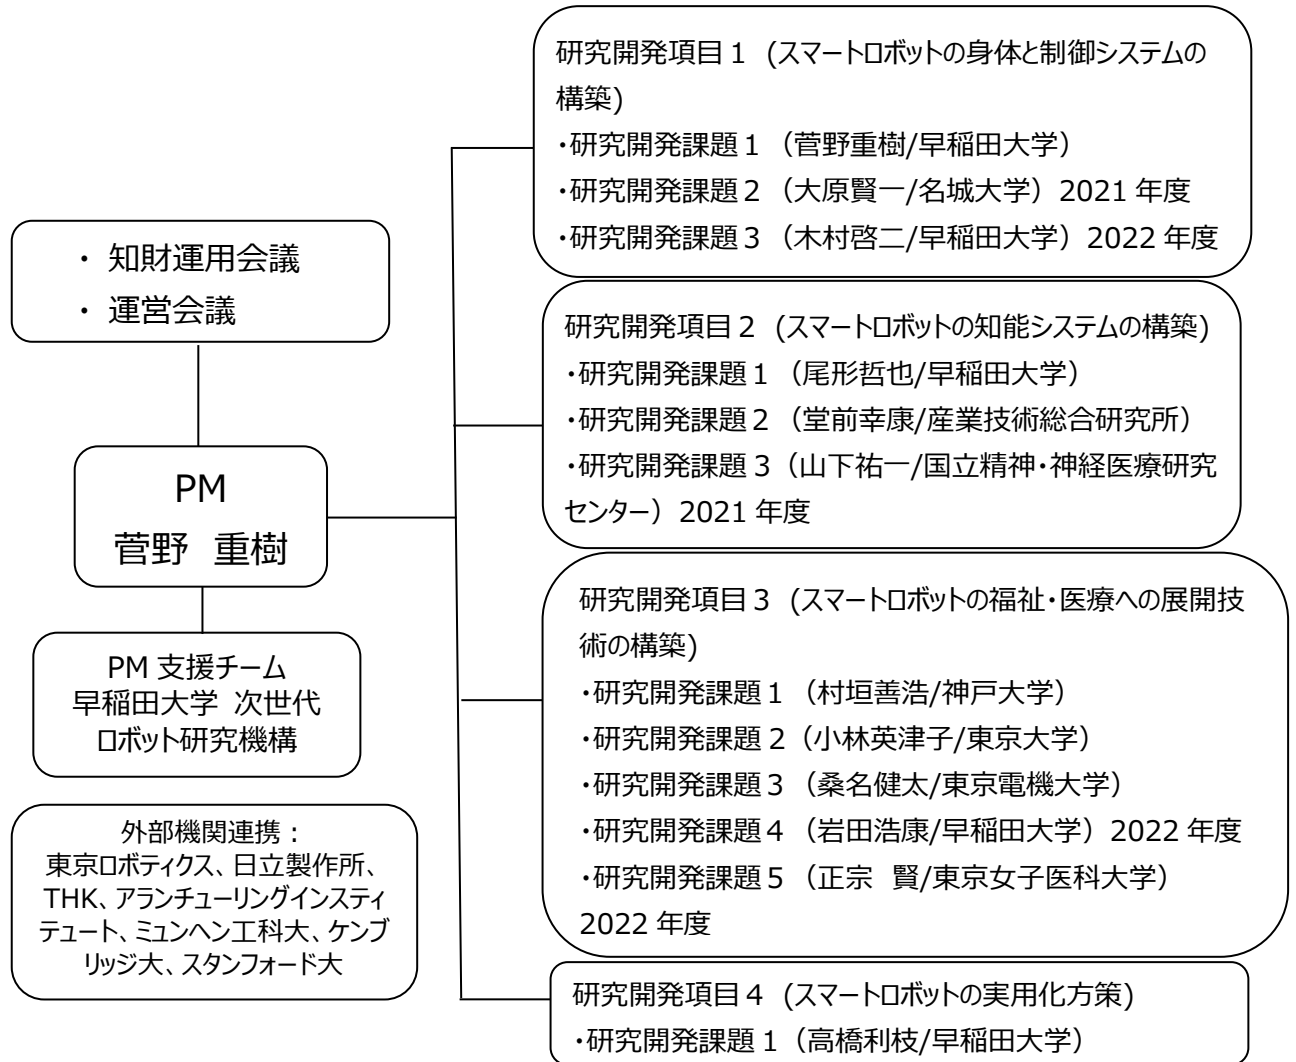 ・ 知財運用会議
・ 運営会議
PM
菅野　重樹
PM 支援チーム
早稲田大学 次世代
ロボット研究機構
外部機関連携：
東京ロボティクス、日立製作所、
THK、アランチューリングインスティ
テュート、ミュンヘン工科大、ケンブ
リッジ大、スタンフォード大
研究開発項目１ (スマートロボットの身体と制御システムの
構築)
・研究開発課題１（菅野重樹/早稲田大学）
・研究開発課題２（大原賢一/名城大学）2021 年度
・研究開発課題３（木村啓二/早稲田大学）2022 年度
研究開発項目２ (スマートロボットの知能システムの構築)
・研究開発課題１（尾形哲也/早稲田大学）
・研究開発課題２（堂前幸康/産業技術総合研究所）
・研究開発課題３（山下祐一/国立精神・神経医療研究
センター）2021 年度
研究開発項目３ (スマートロボットの福祉・医療への展開技
術の構築)
・研究開発課題１（村垣善浩/神戸大学）
・研究開発課題２（小林英津子/東京大学）
・研究開発課題３（桑名健太/東京電機大学）
・研究開発課題４（岩田浩康/早稲田大学）2022 年度
・研究開発課題５（正宗　賢/東京女子医科大学）
2022 年度
研究開発項目４ (スマートロボットの実用化方策)
・研究開発課題１（高橋利枝/早稲田大学）